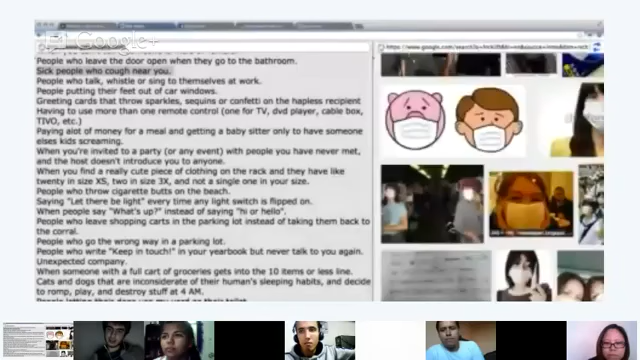 Google+
People who leave the door open when they go to the bathroom.
Sick people who cough near you.
People who talk, whistle or sing to themselves at work.
People putting their feet out of car windows.
Greeting cards that throw sparkles, sequins or confetti on the hapless recipient
Having to use more than one remote control (one for TV, dvd player, cable box,
TIVO, etc.)
Paying alot of money for a meal and getting a baby sitter only to have someone
elses kids screaming.
When you're invited to a party (or any event) with people you have never met,
and the host doesn't introduce you to anyone.
When you find a really cute piece of clothing on the rack and they have like
twenty in size XS, two in size 3X, and not a single one in your size.
People who throw cigarette butts on the beach.
Saying "Let there be light" every time any light switch is flipped on.
When people say "What's up?" instead of saying "hi or hello".
People who leave shopping carts in the parking lot instead of taking them back to
the corral.
People who go the wrong way in a parking lot.
People who write "Keep in touch!" in your yearbook but never talk to you again.
Unexpected company.
When someone with a full cart of groceries gets into the 10 items or less line.
Cats and dogs that are inconsiderate of their human's sleeping habits, and decide
to romp, play, and destroy stuff at 4 AM.